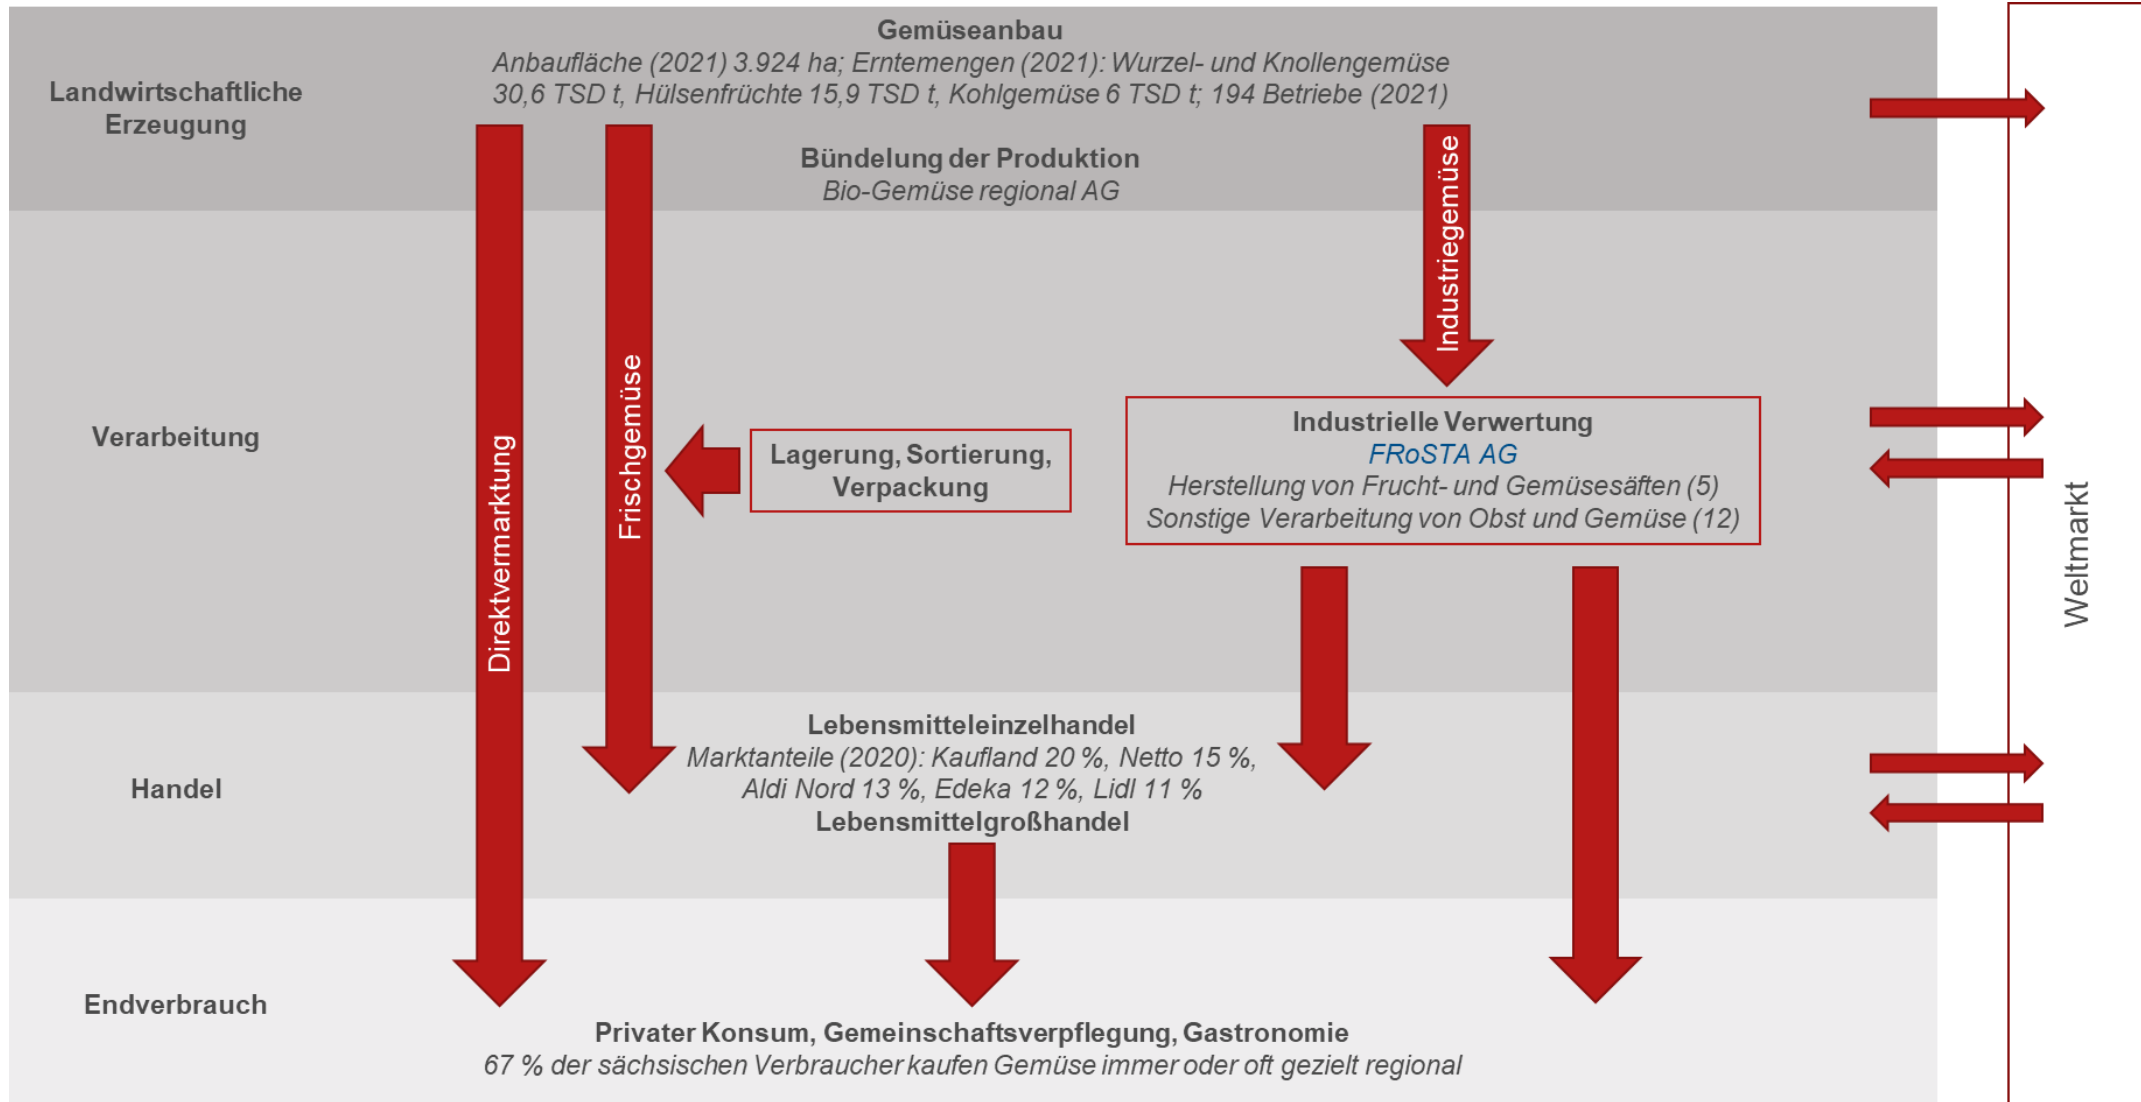 Gemüseanbau
Anbaufläche (2021) 3.924 ha; Erntemengen (2021): Wurzel- und Knollengemüse
30,6 TSD t, Hülsenfrüchte 15,9 TSD t, Kohlgemüse 6 TSD t; 194 Betriebe (2021)
Landwirtschaftliche
Erzeugung
Bündelung der Produktion
Bio-Gemüse regional AG
Industriegemüse
Verarbeitung
Direktvermarktung
Frischgemüse
Lagerung, Sortierung,
Verpackung
Industrielle Verwertung
FRoSTA AG
Herstellung von Frucht- und Gemüsesäften (5)
Sonstige Verarbeitung von Obst und Gemüse (12)
Weltmarkt
Handel
Lebensmitteleinzelhandel
Marktanteile (2020): Kaufland 20 %, Netto 15 %,
Aldi Nord 13 %, Edeka 12 %, Lidl 11 %
Lebensmittelgroßhandel
Endverbrauch
Privater Konsum, Gemeinschaftsverpflegung, Gastronomie
67 % der sächsischen Verbraucher kaufen Gemüse immer oder oft gezielt regional